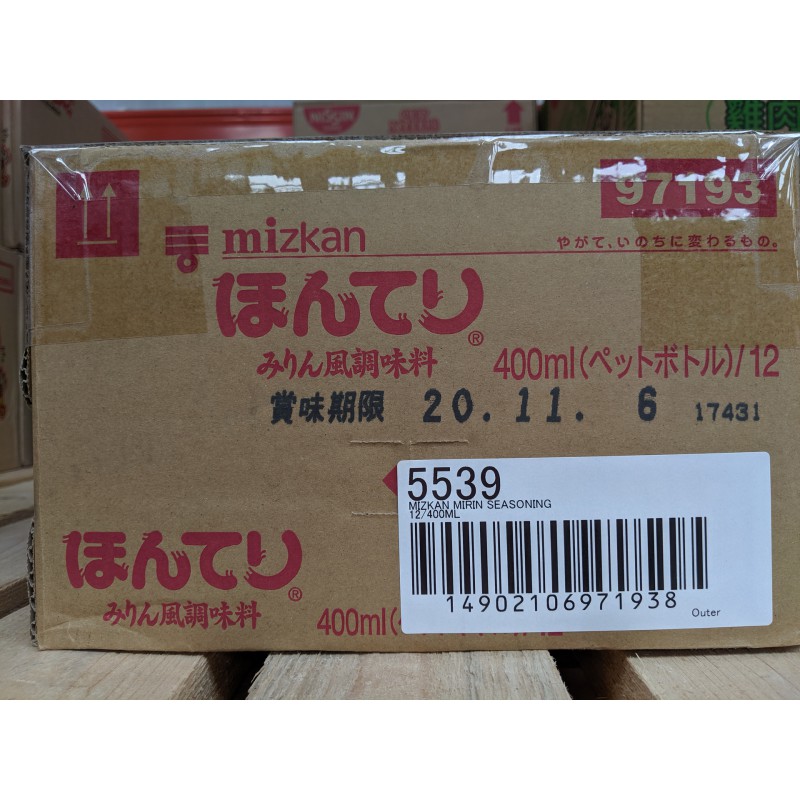 NISSIN
雞肉
97193
mizkan
やがて、いのちに変わるもの。
ほんてり®
みりん風調味料
400ml(ペットボトル)/12
賞味期限 20.11. 6 17431
5539
MIZKAN MIRIN SEASONING
12/400ML
14902106971938
Outer
ほんてり®
みりん風調味料
400ml(